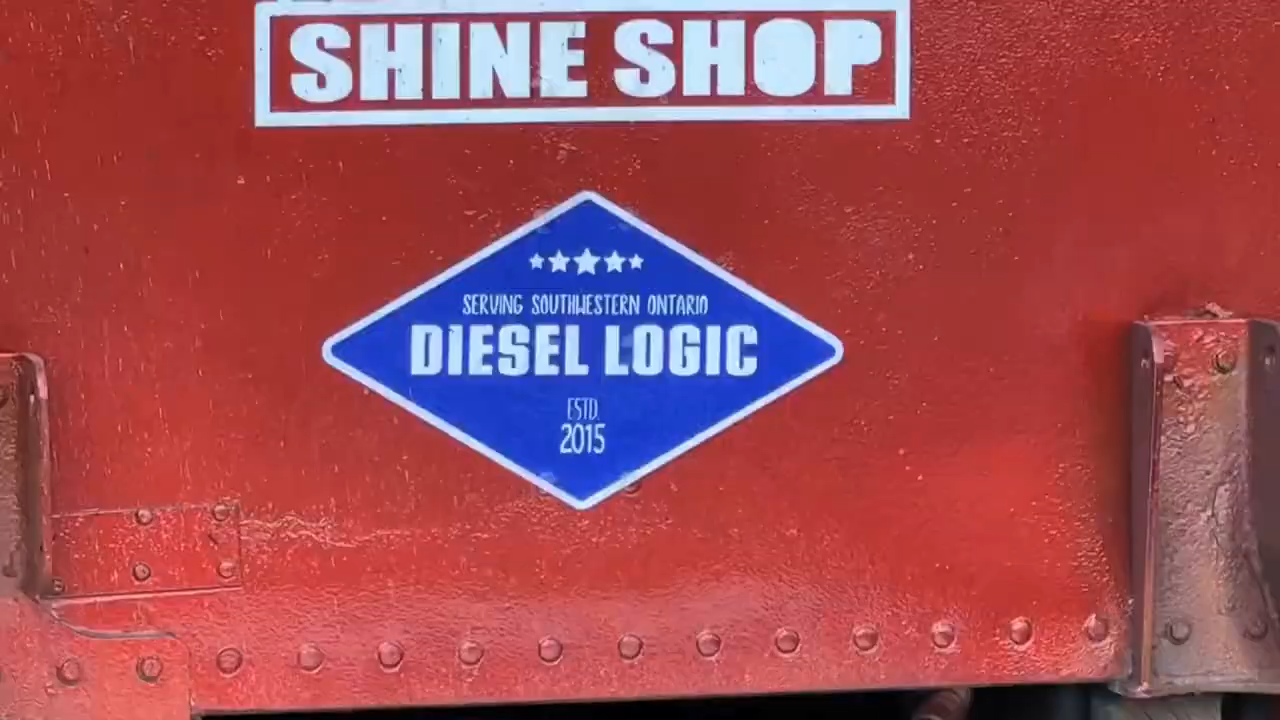 SHINE SHOP
SERVING SOUTHWESTERN ONTARIO
DIESEL LOGIC
ESTD.
2015